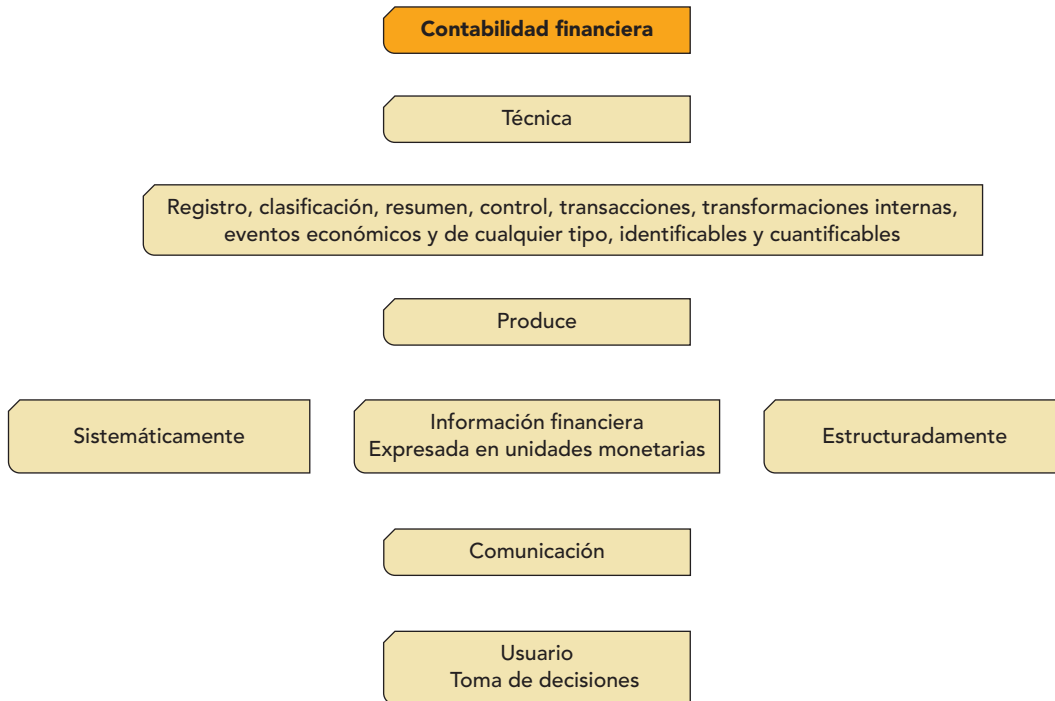 Contabilidad financiera
Técnica
Registro, clasificación, resumen, control, transacciones, transformaciones internas,
eventos económicos y de cualquier tipo, identificables y cuantificables
Produce
Sistemáticamente
Información financiera
Expresada en unidades monetarias
Estructuradamente
Comunicación
Usuario
Toma de decisiones